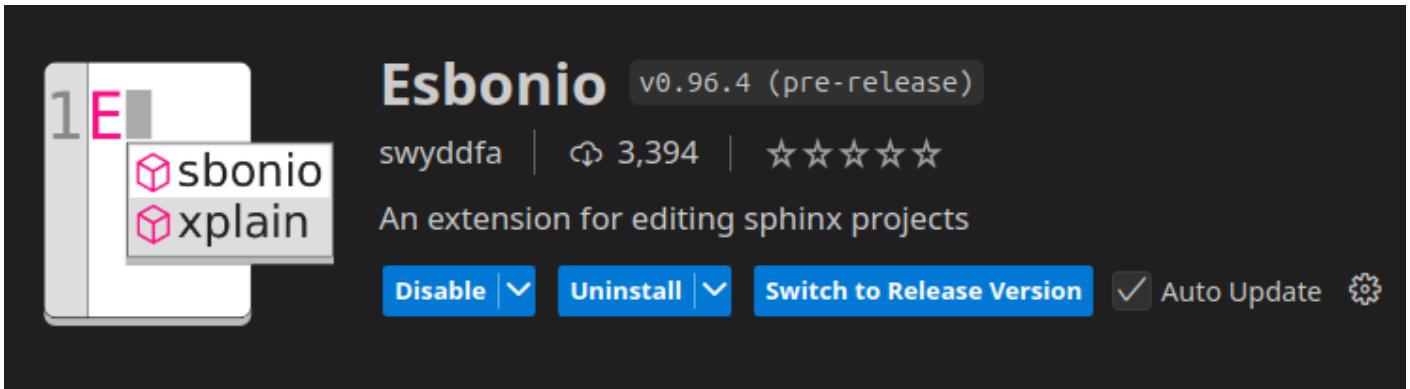 1E
sbonio
xplain
Esbonio v0.96.4 (pre-release)
swyddfa 3,394
An extension for editing sphinx projects
Disable Uninstall Switch to Release Version Auto Update